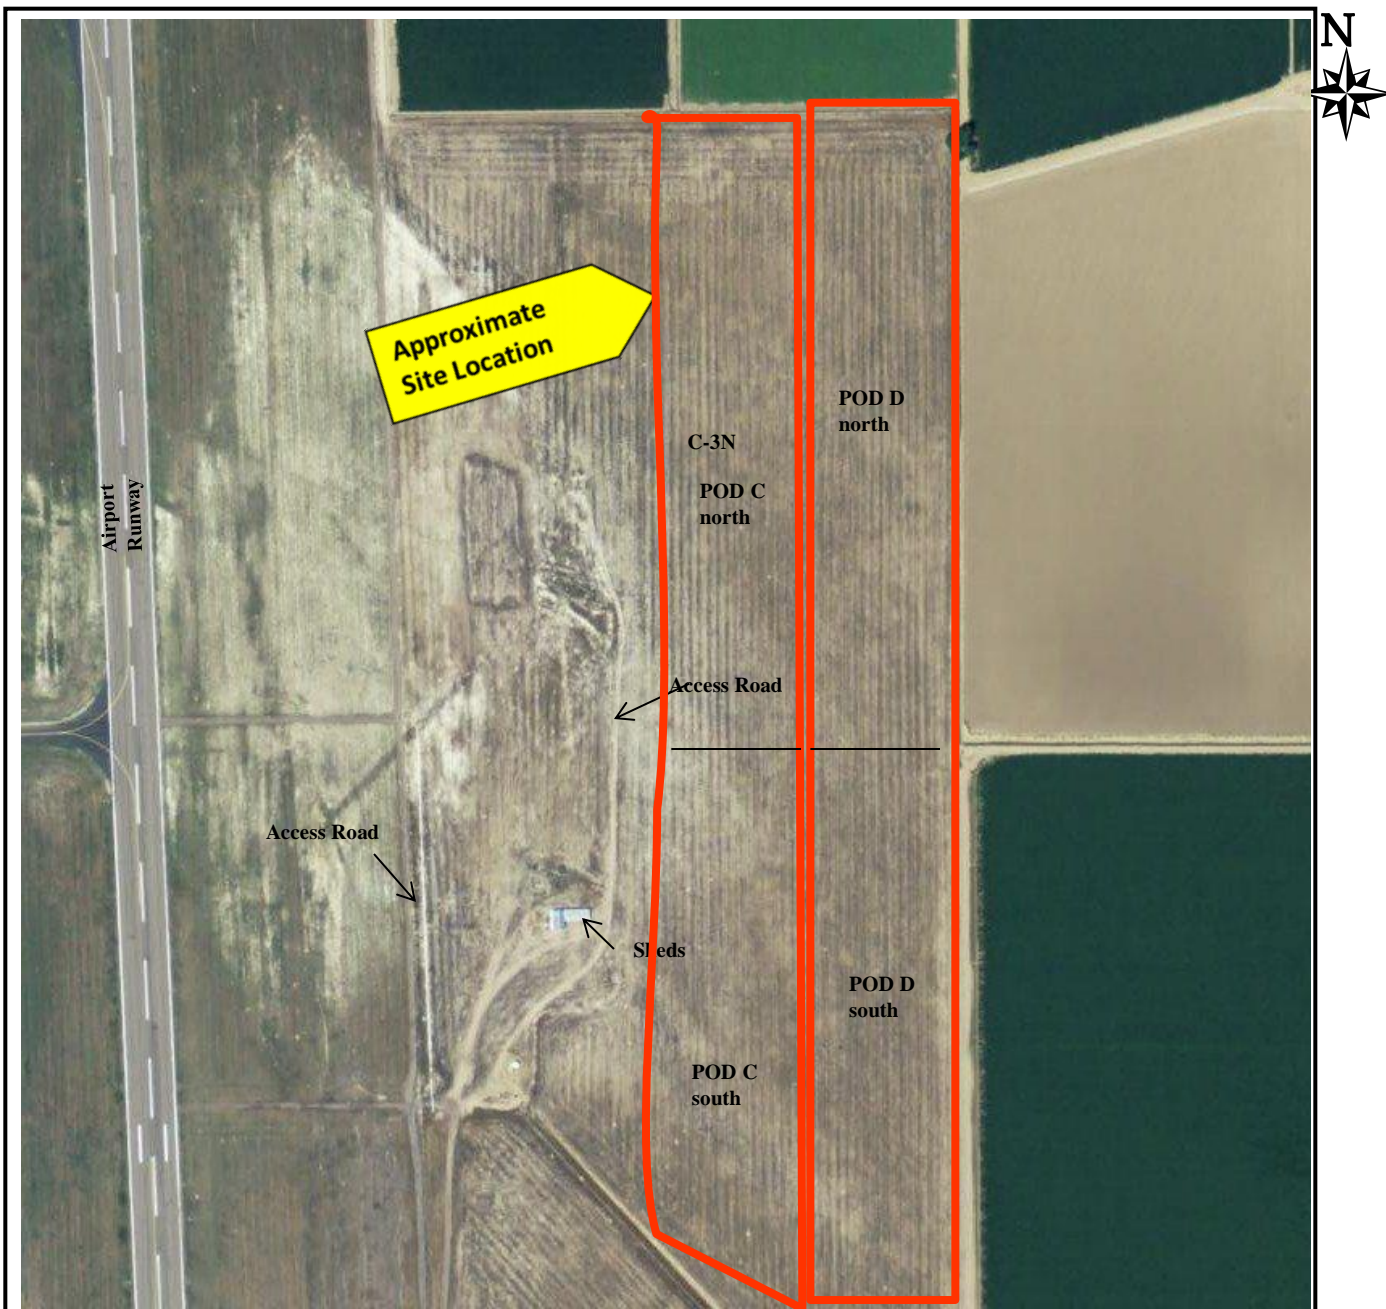 N
Approximate
Site Location
POD D
north
C-3N
POD C
north
Airport
Runway
Access Road
Access Road
Sheds
POD D
south
POD C
south